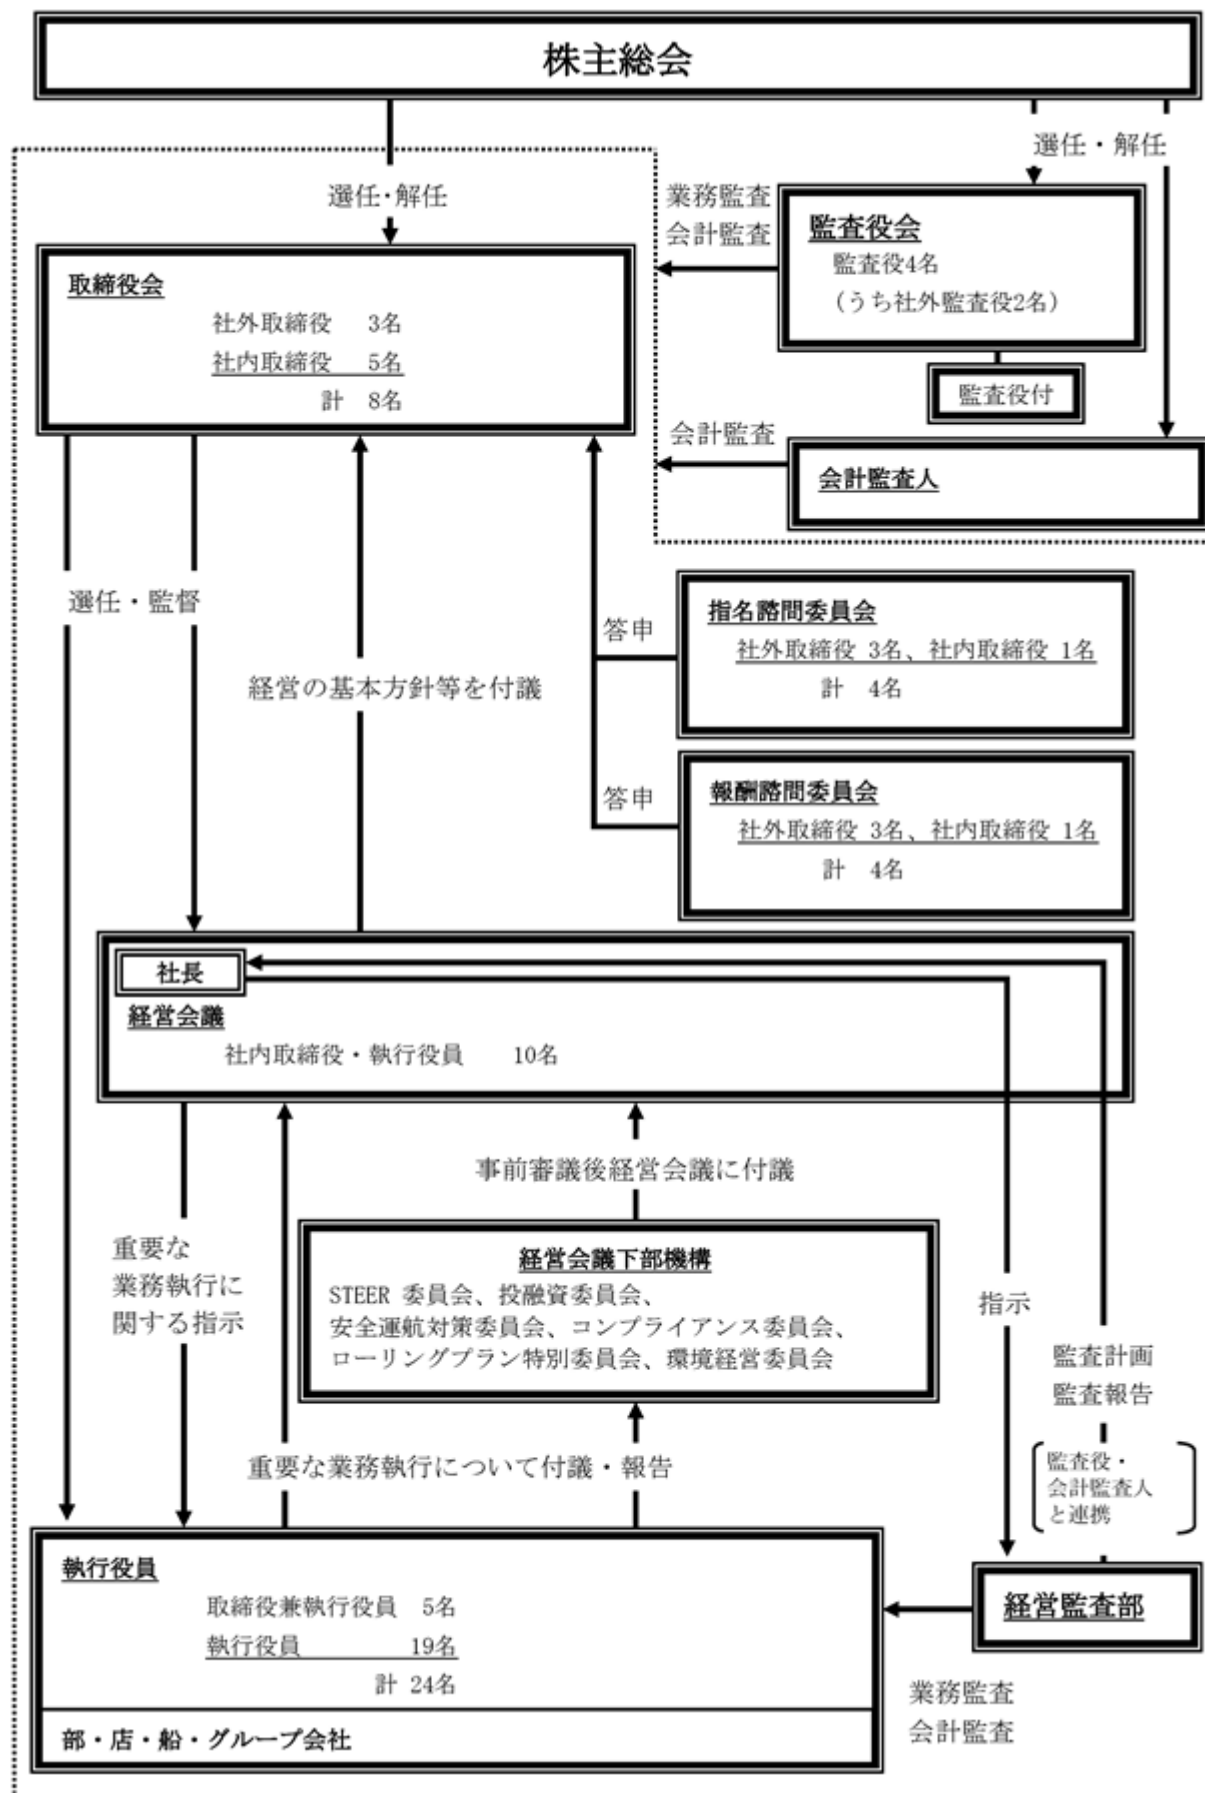 株主総会
選任・解任
選任・解任
業務監査
会計監査
監査役会
監査役4名
(うち社外監査役2名)
監査役付
取締役会
社外取締役 3名
社内取締役 5名
計 8名
会計監査
会計監査人
選任・監督
経営の基本方針等を付議
答申
指名諮問委員会
社外取締役 3名、社内取締役 1名
計 4名
答申
報酬諮問委員会
社外取締役 3名、社内取締役 1名
計 4名
社長
経営会議
社内取締役・執行役員 10名
事前審議後経営会議に付議
重要な
業務執行に
関する指示
経営会議下部機構
STEER 委員会、投融資委員会、
安全運航対策委員会、コンプライアンス委員会、
ローリングプラン特別委員会、環境経営委員会
指示
監査計画
監査報告
監査役・
会計監査人
と連携
重要な業務執行について付議・報告
執行役員
取締役兼執行役員 5名
執行役員 19名
計 24名
部・店・船・グループ会社
経営監査部
業務監査
会計監査